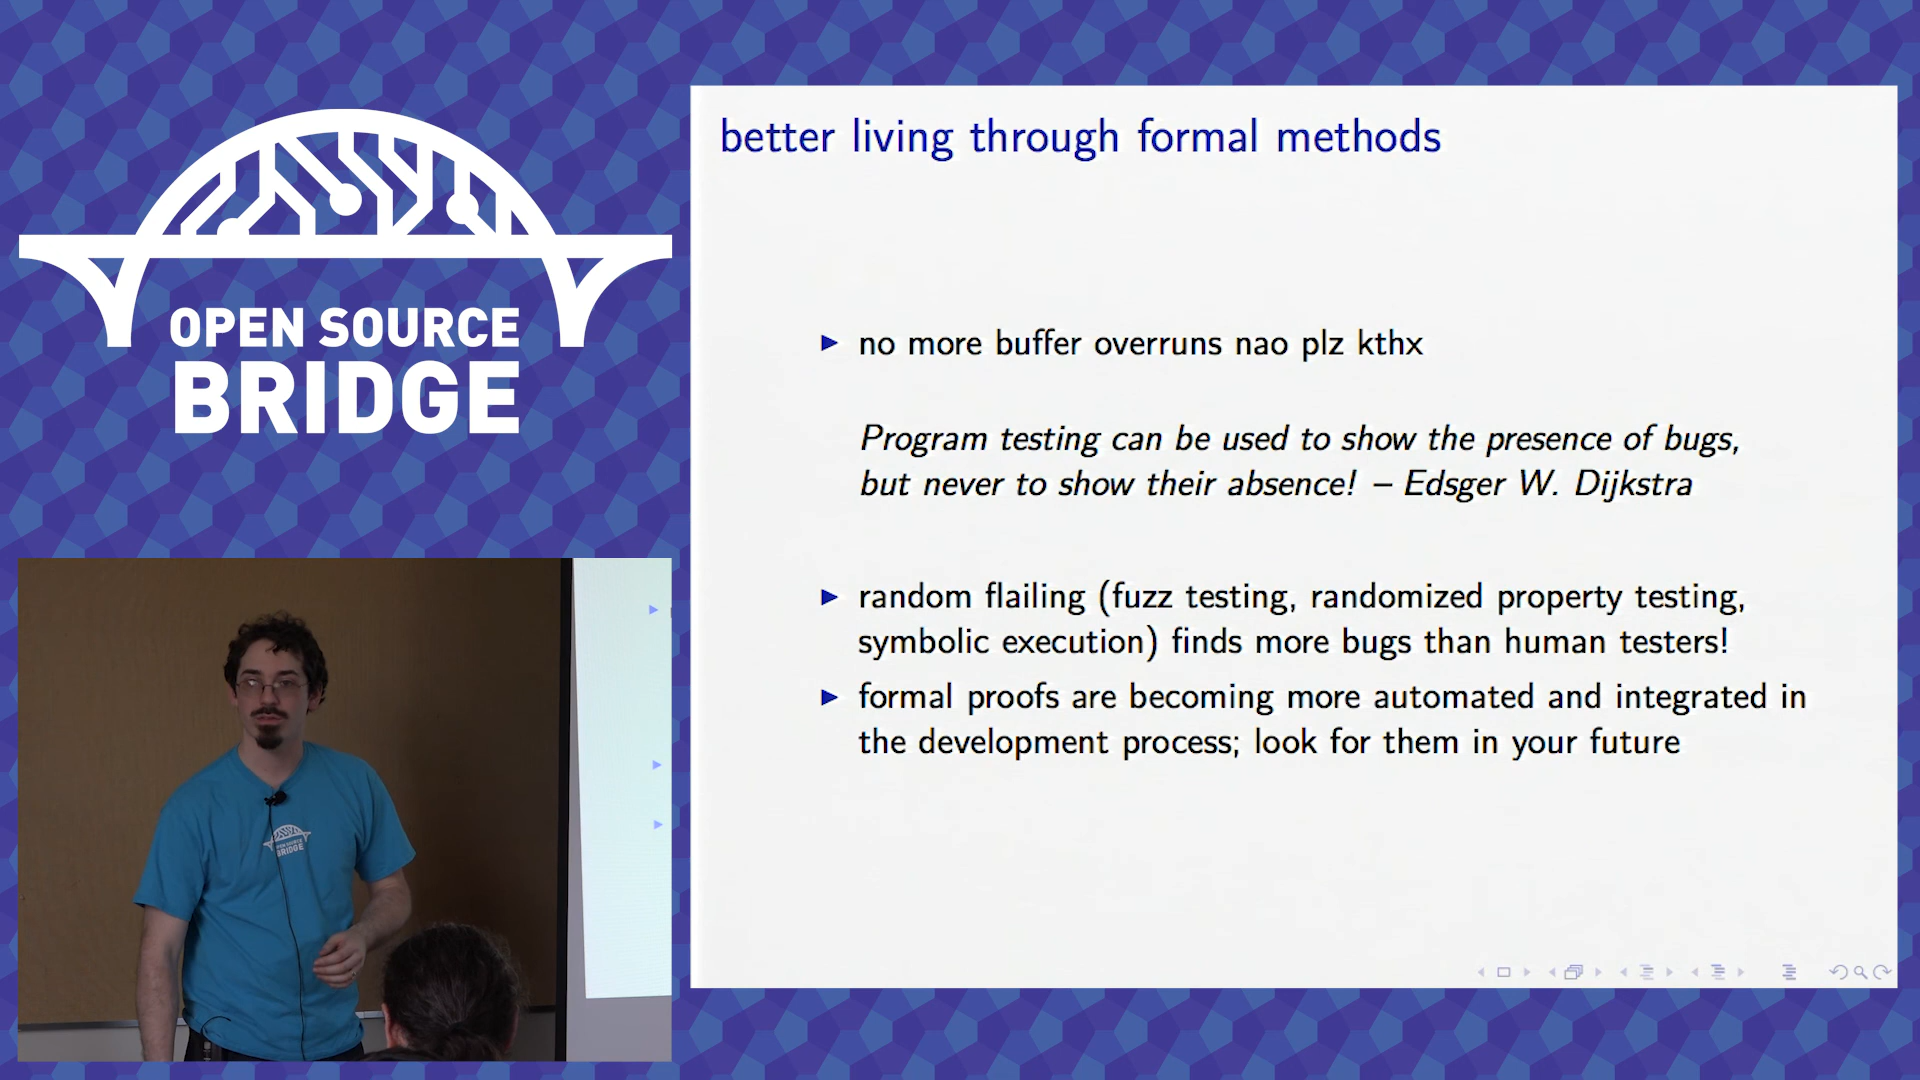 OPEN SOURCE
BRIDGE
better living through formal methods
no more buffer overruns nao plz kthx
Program testing can be used to show the presence of bugs,
but never to show their absence! – Edsger W. Dijkstra
random flailing (fuzz testing, randomized property testing,
symbolic execution) finds more bugs than human testers!
formal proofs are becoming more automated and integrated in
the development process; look for them in your future
OPEN SOURCE
BRIDGE